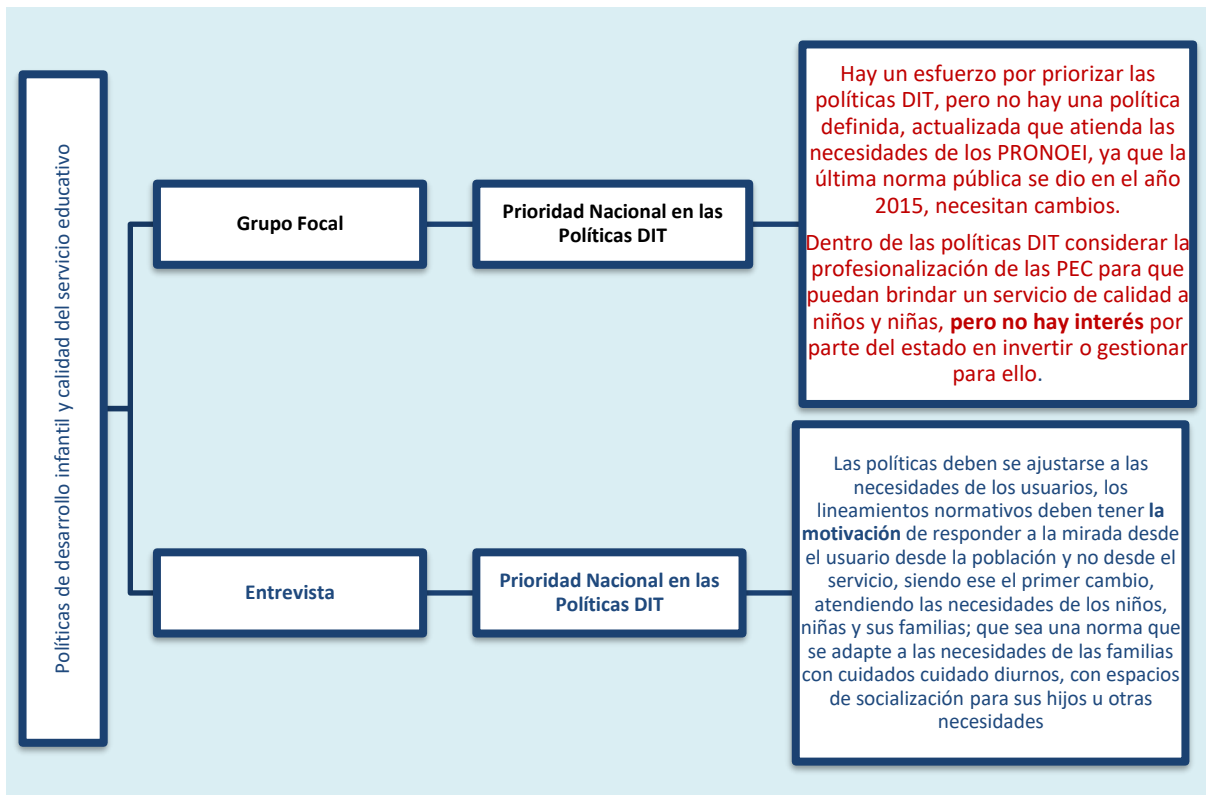 Políticas de desarrollo infantil y calidad del servicio educativo
Grupo Focal
Prioridad Nacional en las
Políticas DIT
Hay un esfuerzo por priorizar las
políticas DIT, pero no hay una política
definida, actualizada que atienda las
necesidades de los PRONOEI, ya que la
última norma pública se dio en el año
2015, necesitan cambios.
Dentro de las políticas DIT considerar la
profesionalización de las PEC para que
puedan brindar un servicio de calidad a
niños y niñas, pero no hay interés por
parte del estado en invertir o gestionar
para ello.
Entrevista
Prioridad Nacional en las
Políticas DIT
Las políticas deben se ajustarse a las
necesidades de los usuarios, los
lineamientos normativos deben tener la
motivación de responder a la mirada desde
el usuario desde la población y no desde el
servicio, siendo ese el primer cambio,
atendiendo las necesidades de los niños,
niñas y sus familias; que sea una norma que
se adapte a las necesidades de las familias
con cuidados cuidado diurnos, con espacios
de socialización para sus hijos u otras
necesidades